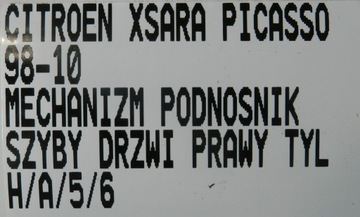 CITROEN XSARA PICASSO
98-10
MECHANIZM PODNOSNIK
SZYBY DRZWI PRAWY TYL
H/A/5/6